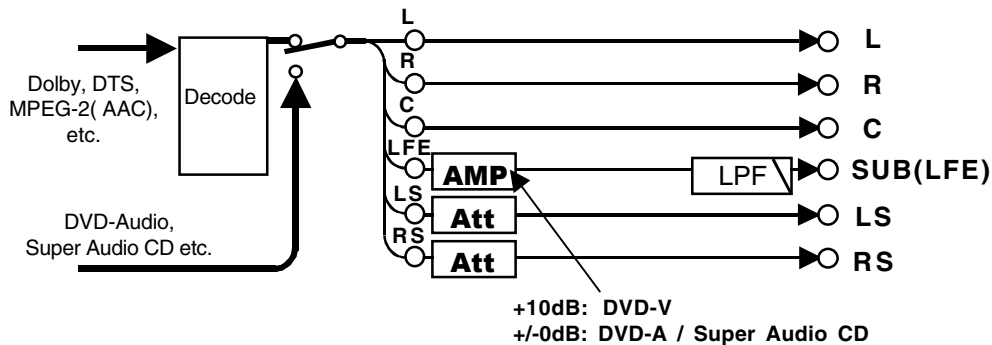 L L
R R
Dolby, DTS,
MPEG-2( AAC),
etc.
Decode
C C
LFE AMP LPF SUB(LFE)
LS Att LS
DVD-Audio,
Super Audio CD etc.
RS Att RS
+10dB: DVD-V
+/-0dB: DVD-A / Super Audio CD